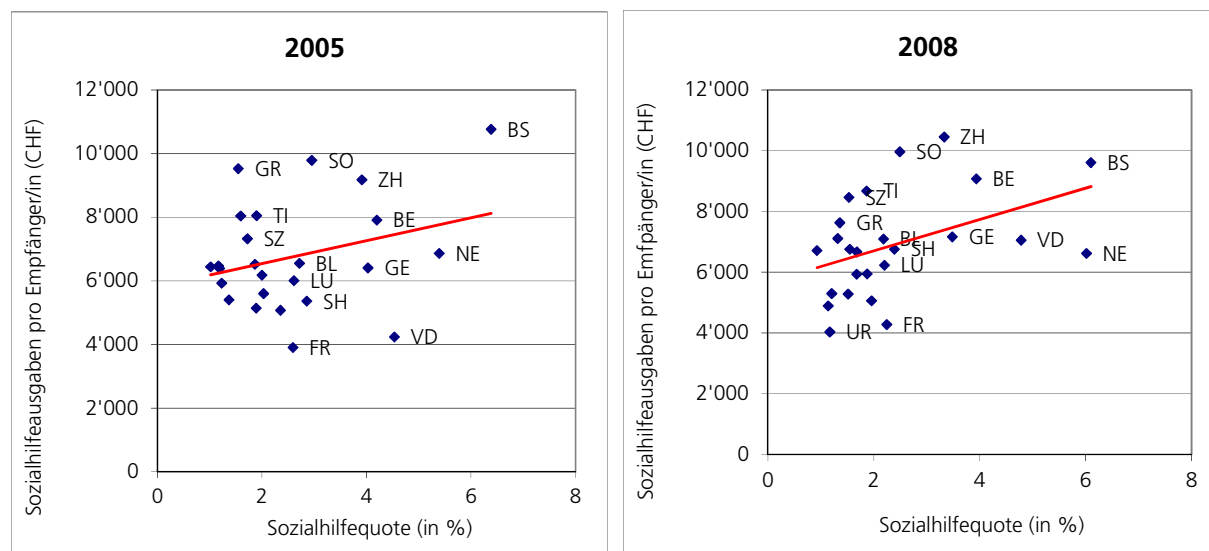 2005
Sozialhilfeausgaben pro Empfänger/in (CHF)
12'000
10'000
8'000
6'000
4'000
2'000
0
BS
SO
GR
ZH
TI
BE
SZ
NE
BL
GE
LU
SH
VD
FR
0 2 4 6 8
Sozialhilfequote (in %)
2008
Sozialhilfeausgaben pro Emfpänger/in (CHF)
12'000
10'000
8'000
6'000
4'000
2'000
0
ZH
SO
BS
BE
TI
SZ
GR
BL
GE
VD
SH
NE
LU
FR
UR
0 2 4 6 8
Sozialhilfequote (in %)